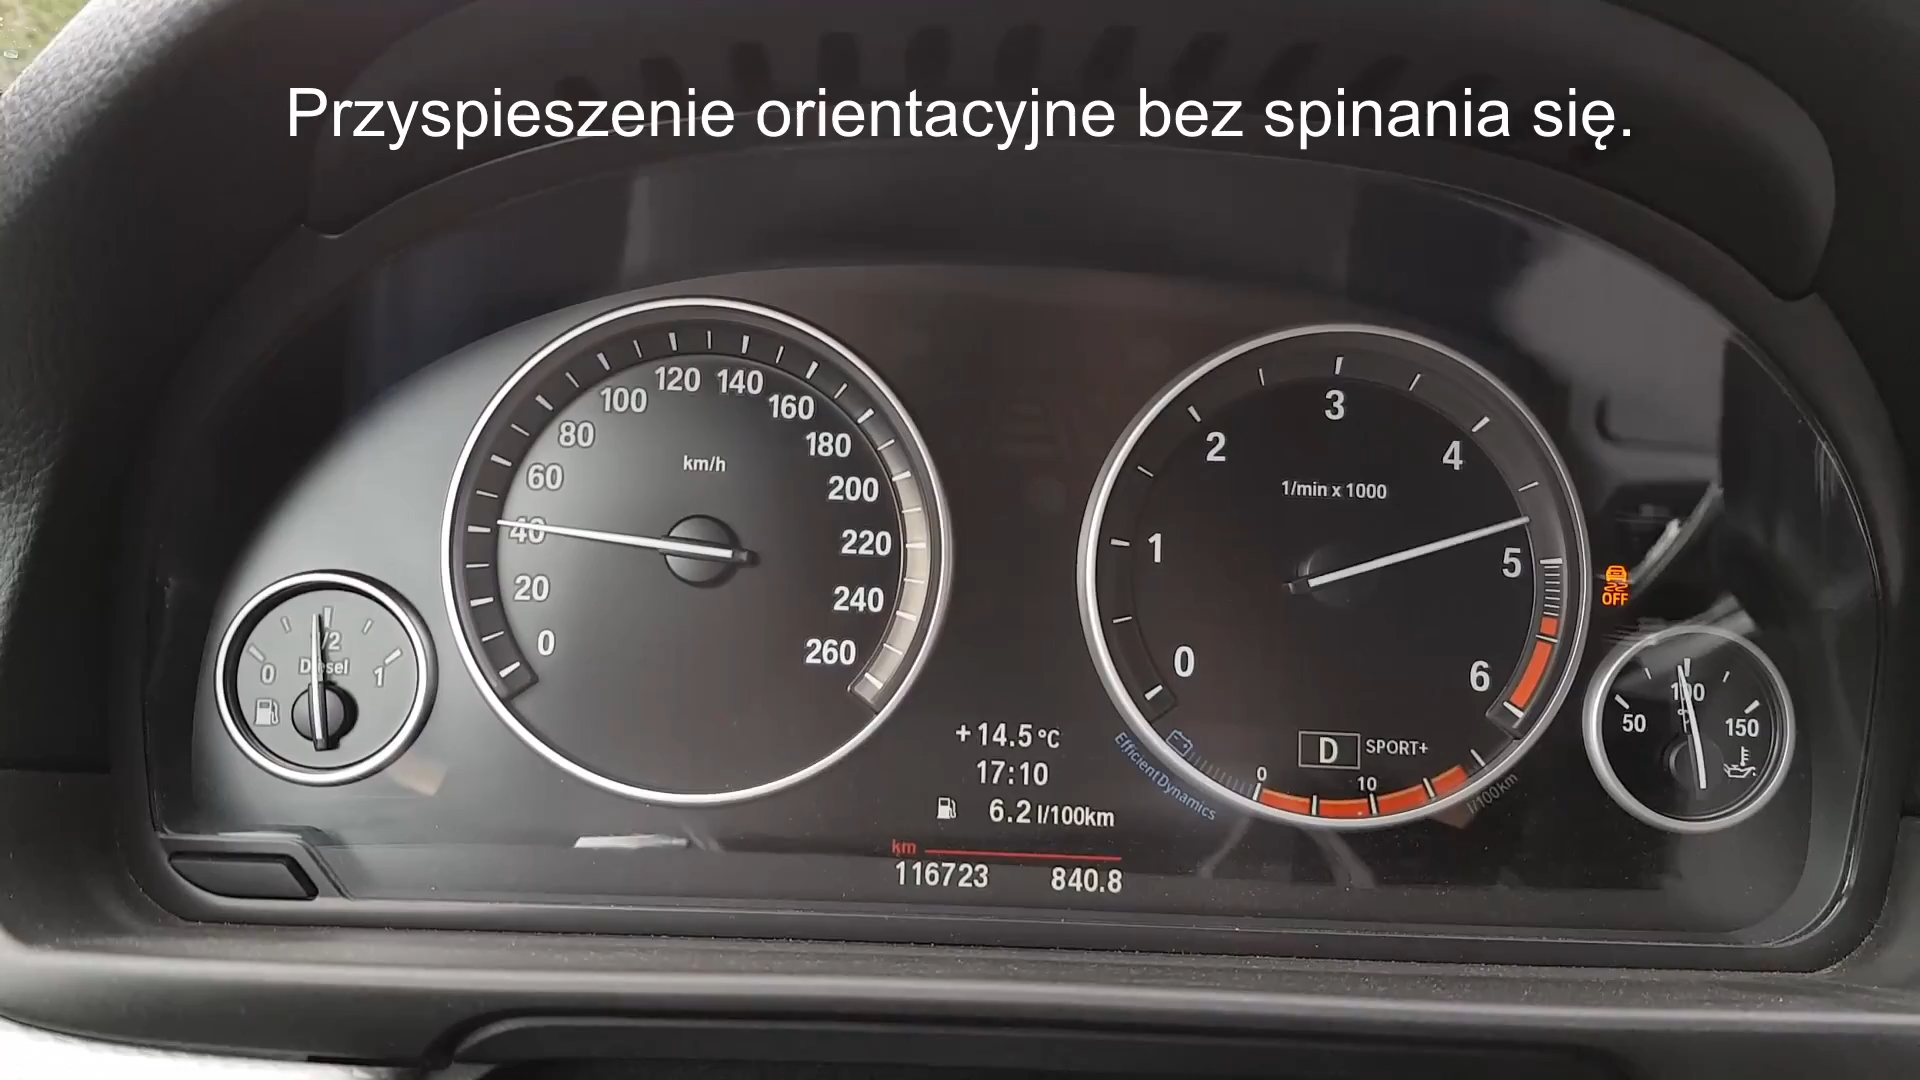 Przyspieszenie orientacyjne bez spinania się.
0
20
40
60
80
100
120
140
160
180
200
220
240
260
km/h
0
1
2
3
4
5
6
1/min x 1000
0
1/2
1
Diesel
OFF
50
100
150
°C
D SPORT+
0
10
l/100km
EfficientDynamics
+14.5 °C
17:10
6.2 l/100km
km
116723 840.8